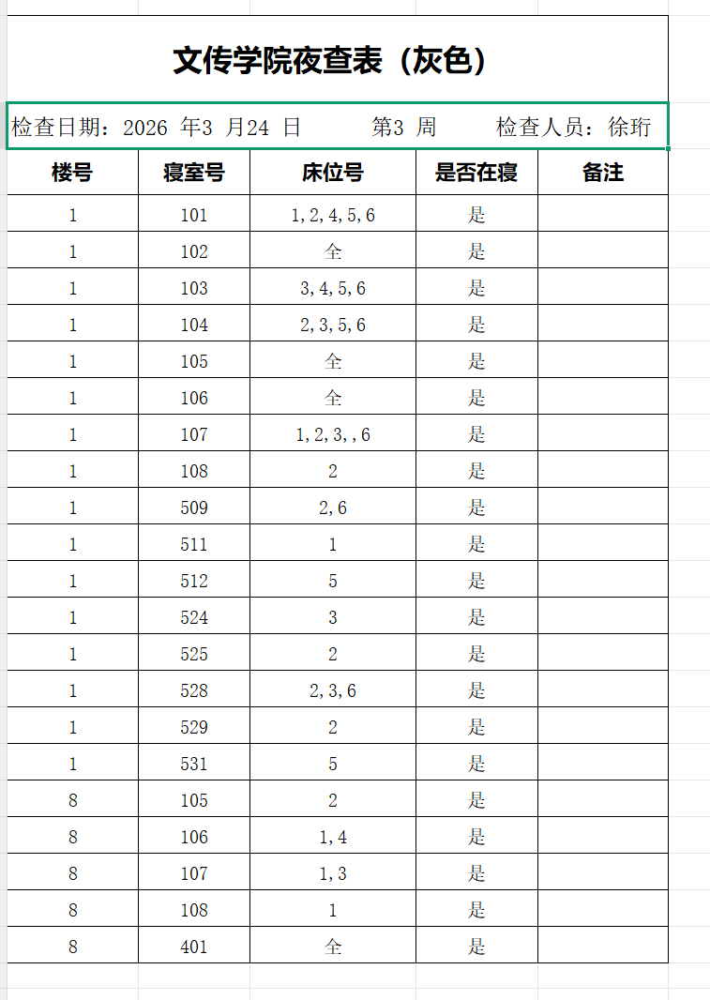 文传学院夜查表（灰色）
检查日期：2026 年3 月24 日 第3 周 检查人员：徐珩
楼号 寝室号 床位号 是否在寝 备注
1 101 1,2,4,5,6 是
1 102 全 是
1 103 3,4,5,6 是
1 104 2,3,5,6 是
1 105 全 是
1 106 全 是
1 107 1,2,3,,6 是
1 108 2 是
1 509 2,6 是
1 511 1 是
1 512 5 是
1 524 3 是
1 525 2 是
1 528 2,3,6 是
1 529 2 是
1 531 5 是
8 105 2 是
8 106 1,4 是
8 107 1,3 是
8 108 1 是
8 401 全 是